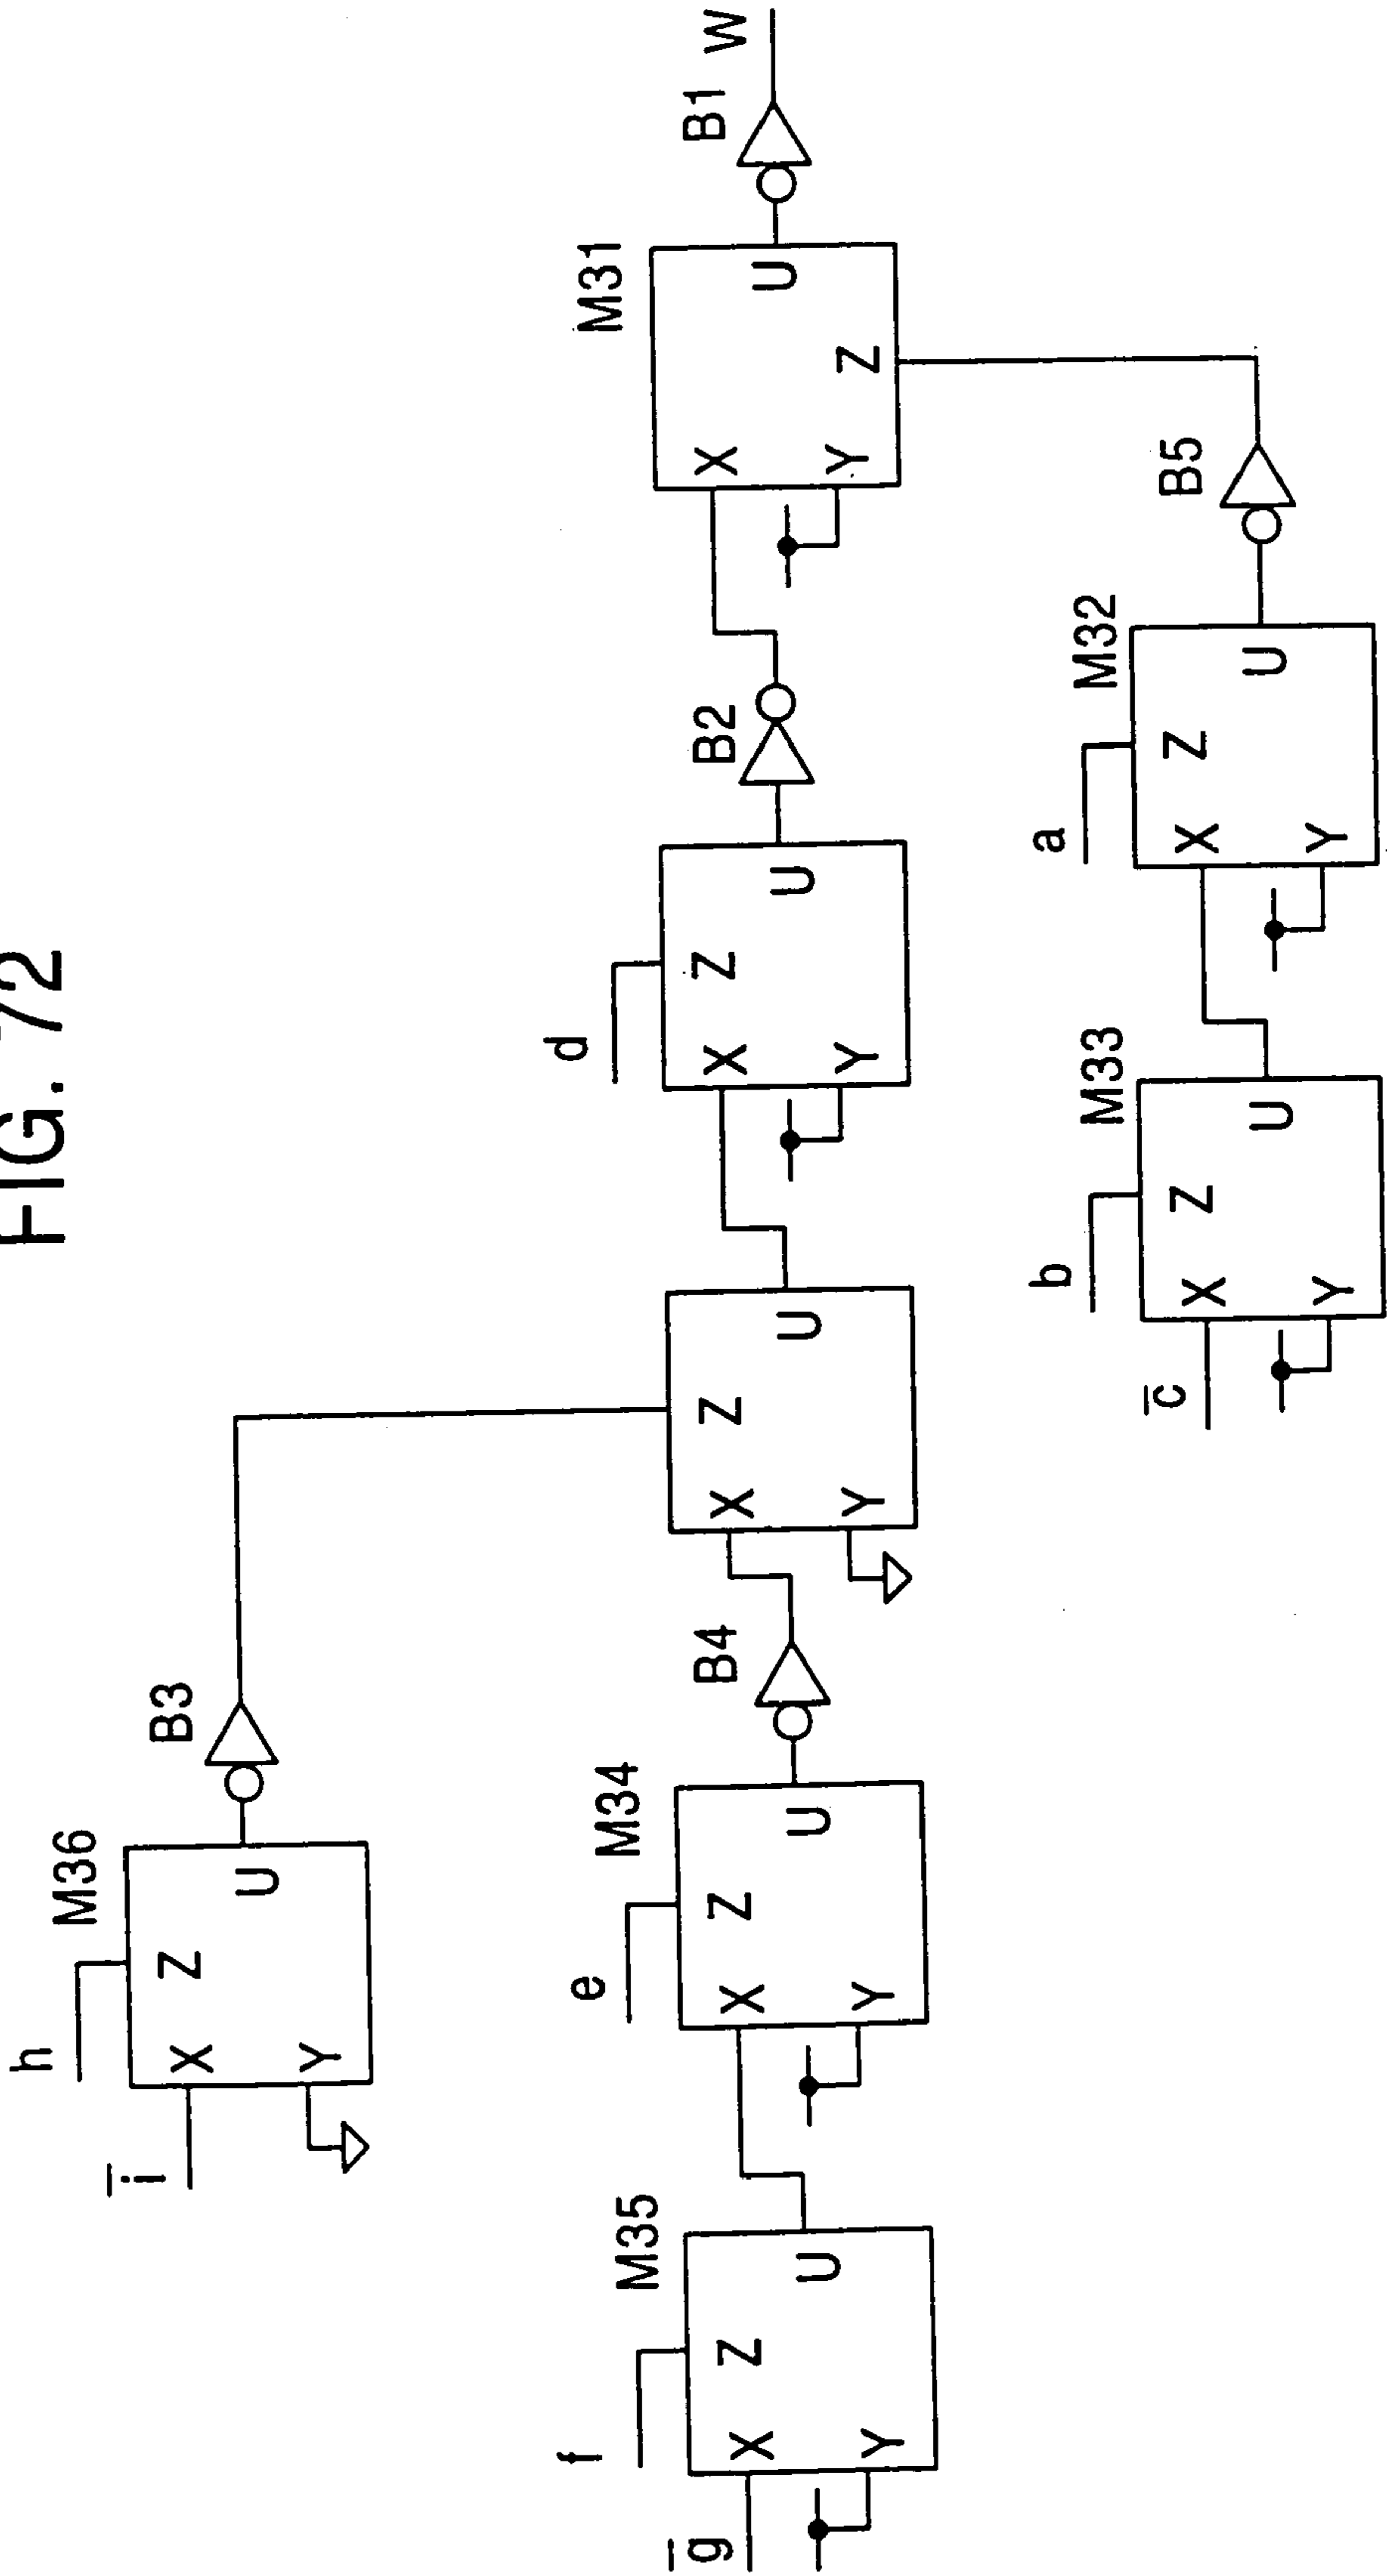 FIG. 72
h
M36
B3
i̅
X
Z
U
Y
f
M35
e
M34
B4
d
B2
M31
B1
W
g̅
X
Z
U
Y
X
Z
U
Y
X
Z
U
Y
X
Z
U
Y
X
U
Y
Z
b
M33
a
M32
B5
c̅
X
Z
U
Y
X
Z
U
Y